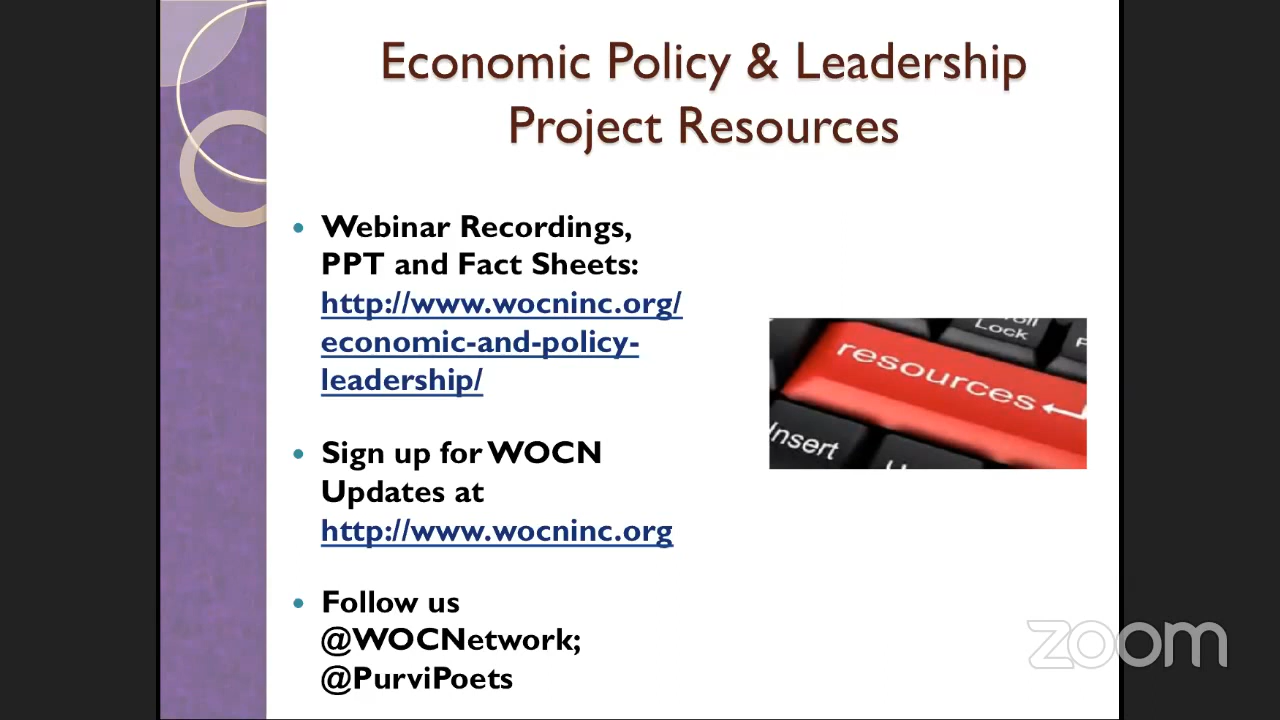 Economic Policy & Leadership
Project Resources
Webinar Recordings,
PPT and Fact Sheets:
http://www.wocninc.org/
economic-and-policy-
leadership/
Sign up for WOCN
Updates at
http://www.wocninc.org
Follow us
@WOCNetwork;
@PurviPoets
Lock
resources
Insert
zoom